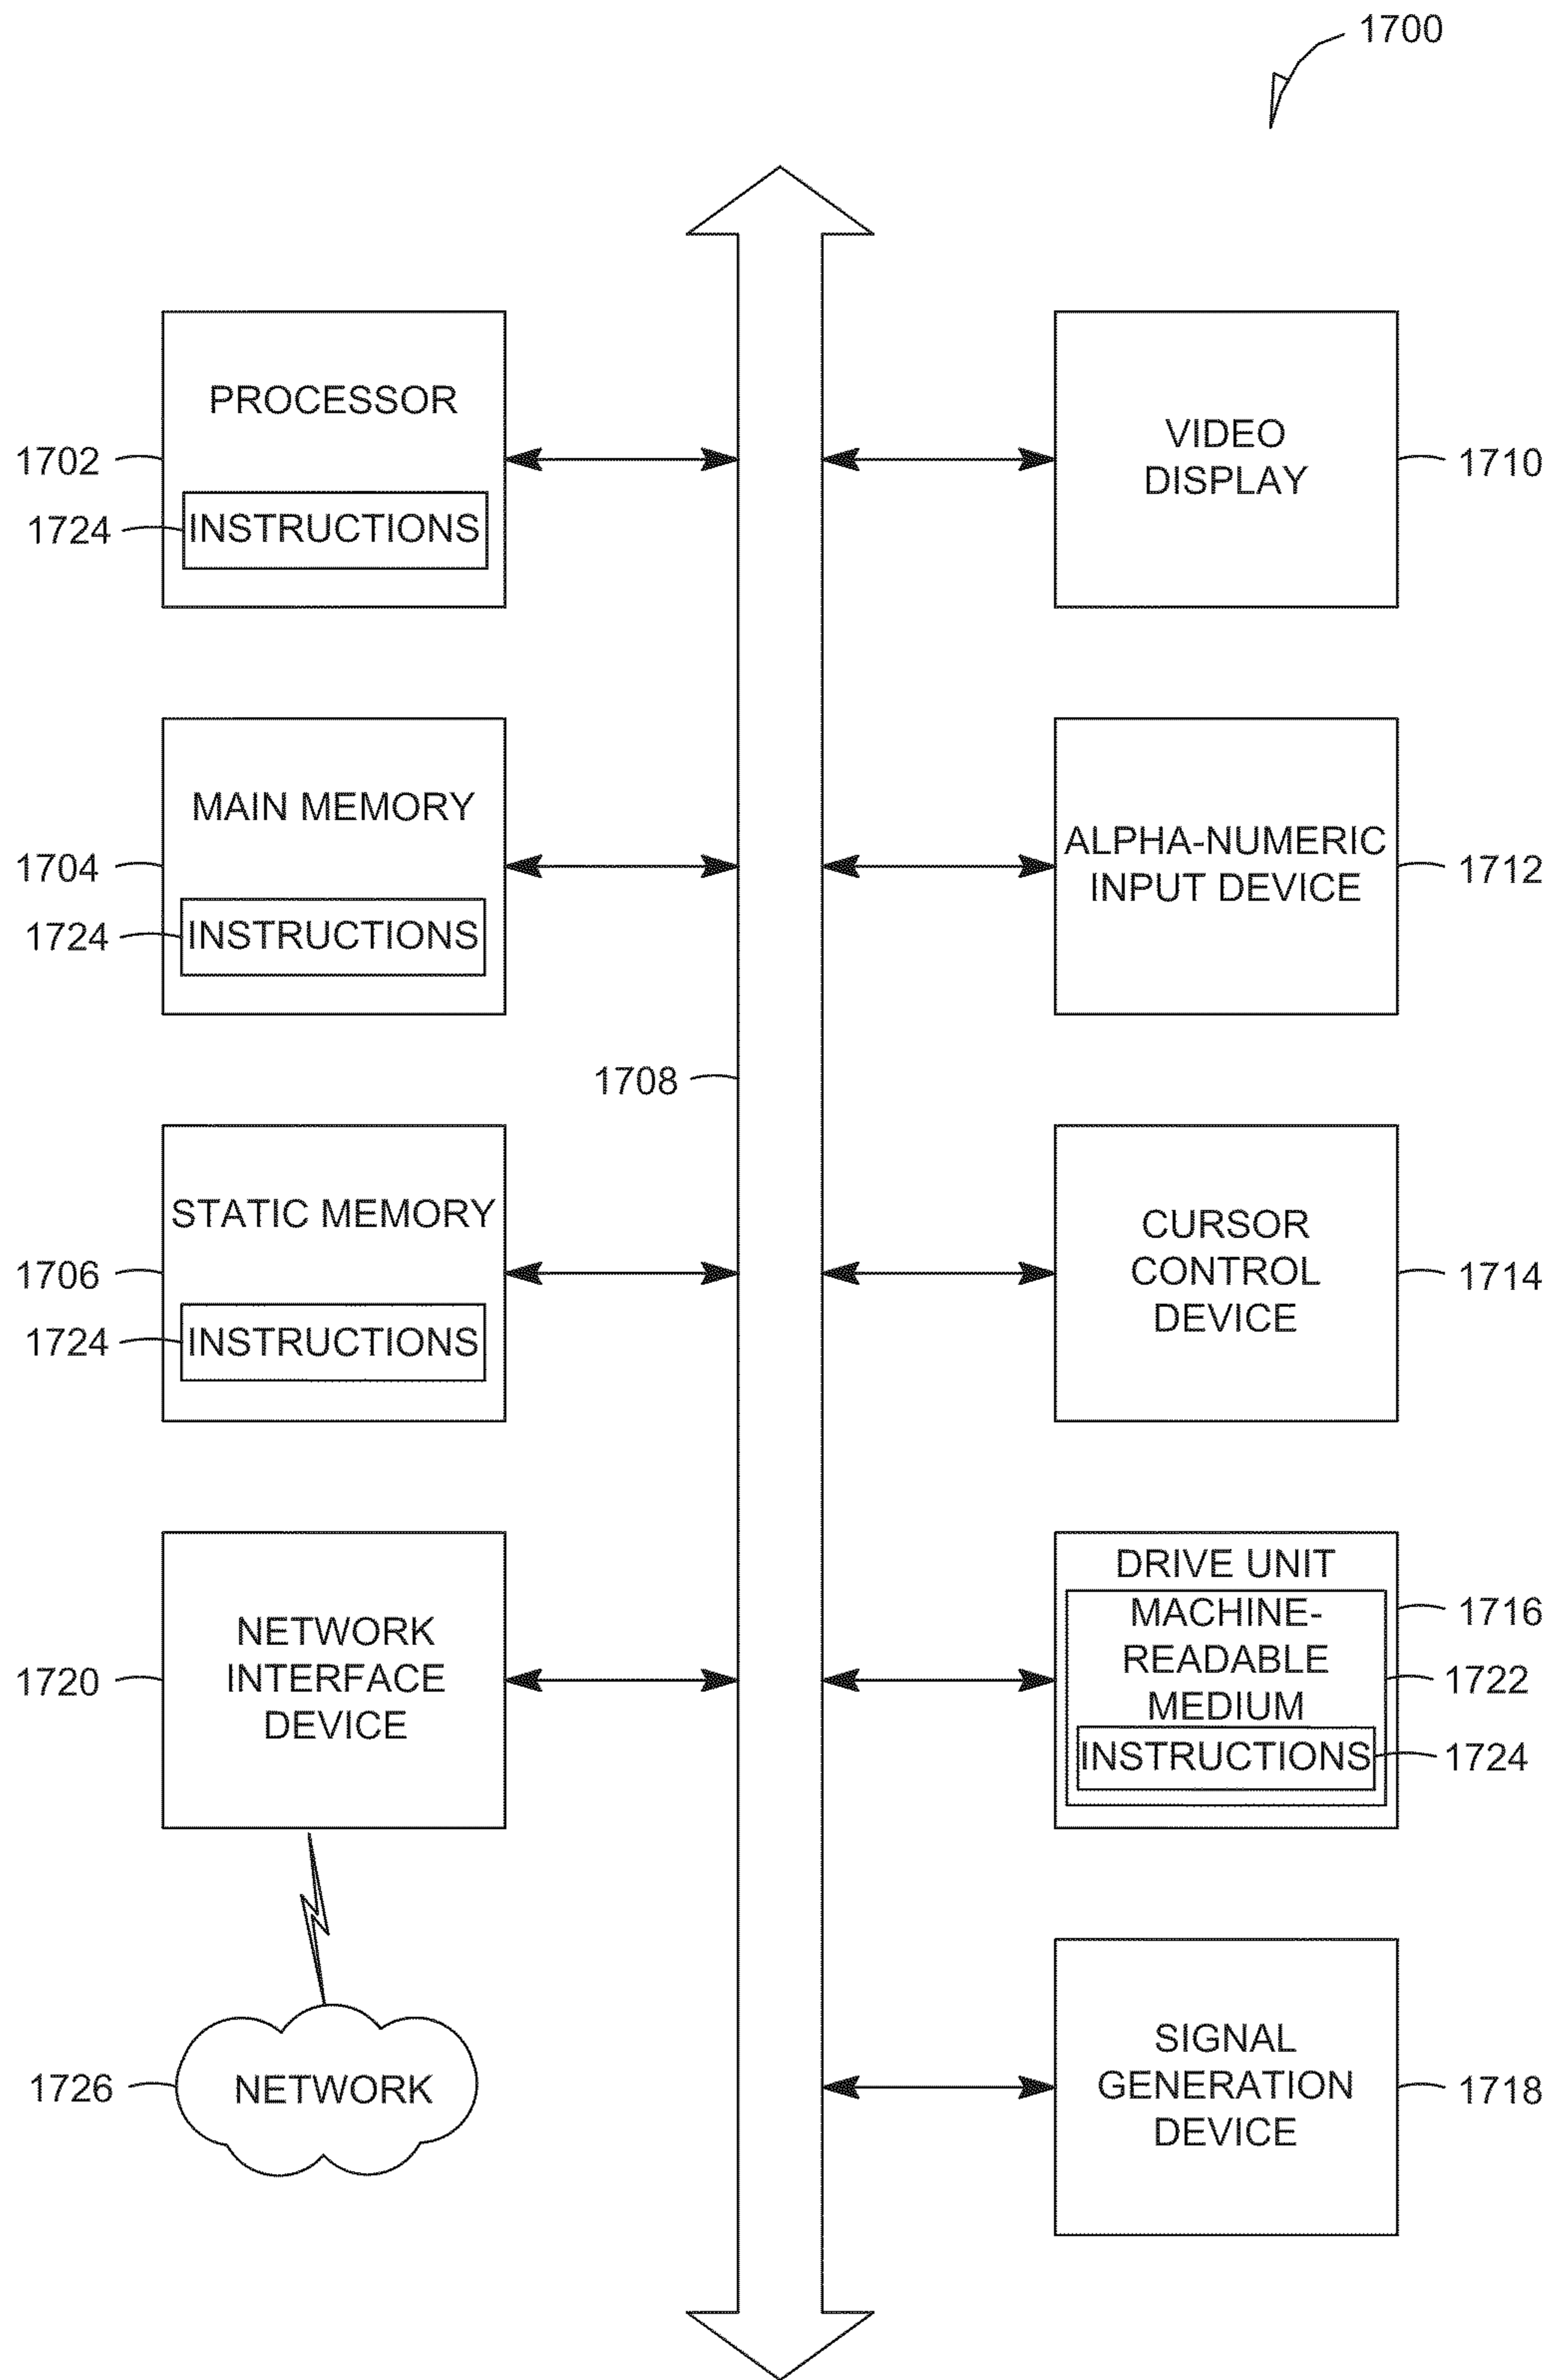 1700
PROCESSOR
1702
1724
INSTRUCTIONS
VIDEO
DISPLAY
1710
MAIN MEMORY
1704
1724
INSTRUCTIONS
ALPHA-NUMERIC
INPUT DEVICE
1712
1708
STATIC MEMORY
1706
1724
INSTRUCTIONS
CURSOR
CONTROL
DEVICE
1714
NETWORK
INTERFACE
DEVICE
1720
DRIVE UNIT
MACHINE-
READABLE
MEDIUM
INSTRUCTIONS
1716
1722
1724
1726
NETWORK
SIGNAL
GENERATION
DEVICE
1718